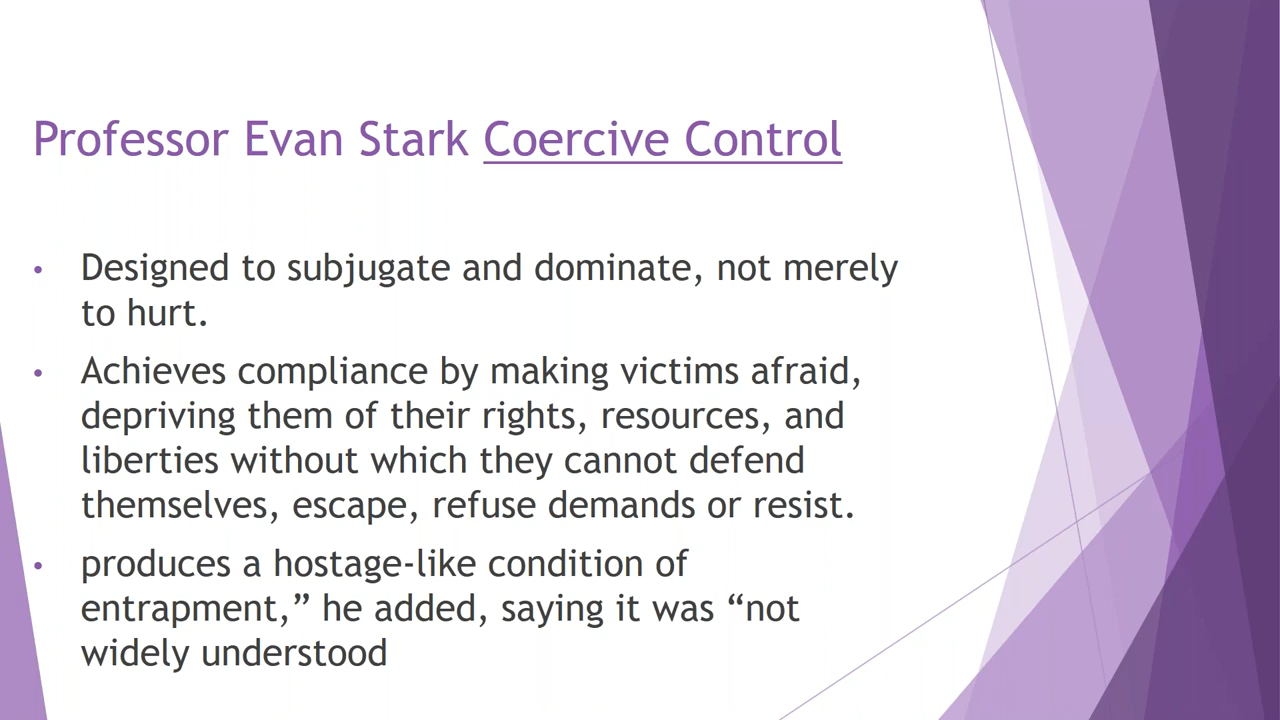 Professor Evan Stark Coercive Control
• Designed to subjugate and dominate, not merely
to hurt.
• Achieves compliance by making victims afraid,
depriving them of their rights, resources, and
liberties without which they cannot defend
themselves, escape, refuse demands or resist.
• produces a hostage-like condition of
entrapment,” he added, saying it was “not
widely understood